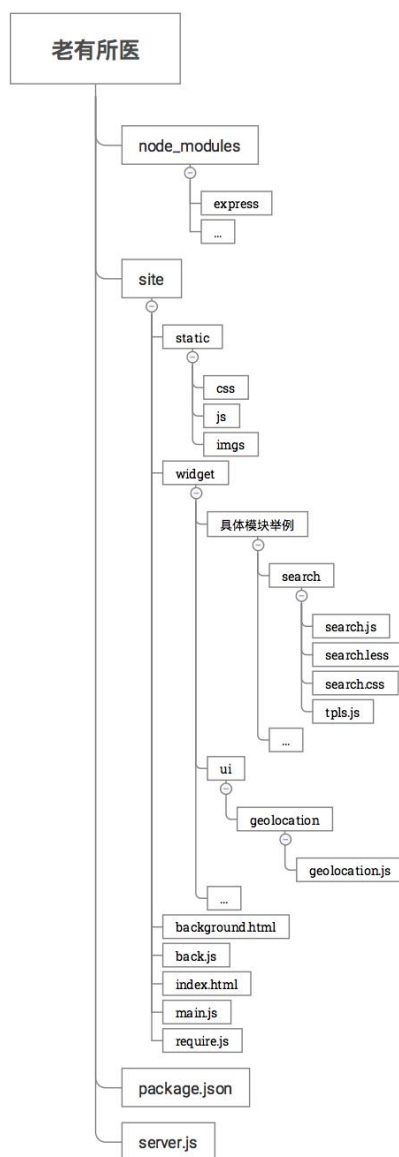 老有所医
node_modules
express
...
site
static
css
js
imgs
widget
具体模块举例
search
search.js
search.less
search.css
tpls.js
...
ui
geolocation
geolocation.js
...
background.html
back.js
index.html
main.js
require.js
package.json
server.js